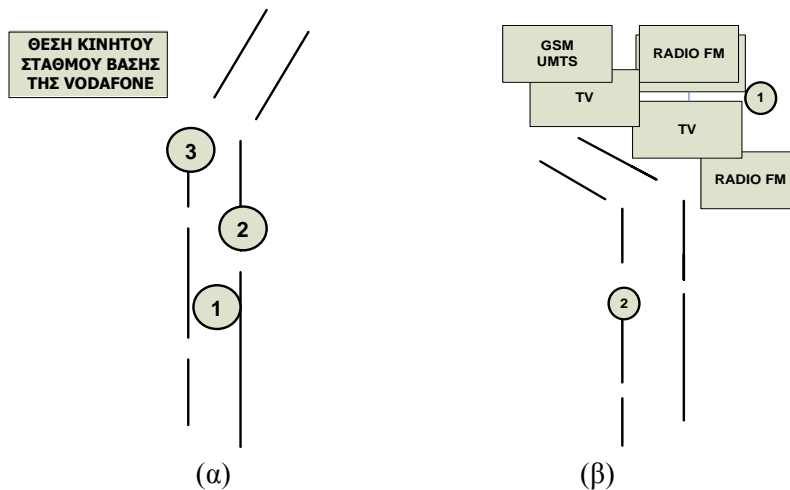 ΘΕΣΗ ΚΙΝΗΤΟΥ
ΣΤΑΘΜΟΥ ΒΑΣΗΣ
ΤΗΣ VODAFONE
3
2
1
(α)
GSM
UMTS
RADIO FM
TV
1
TV
RADIO FM
2
(β)